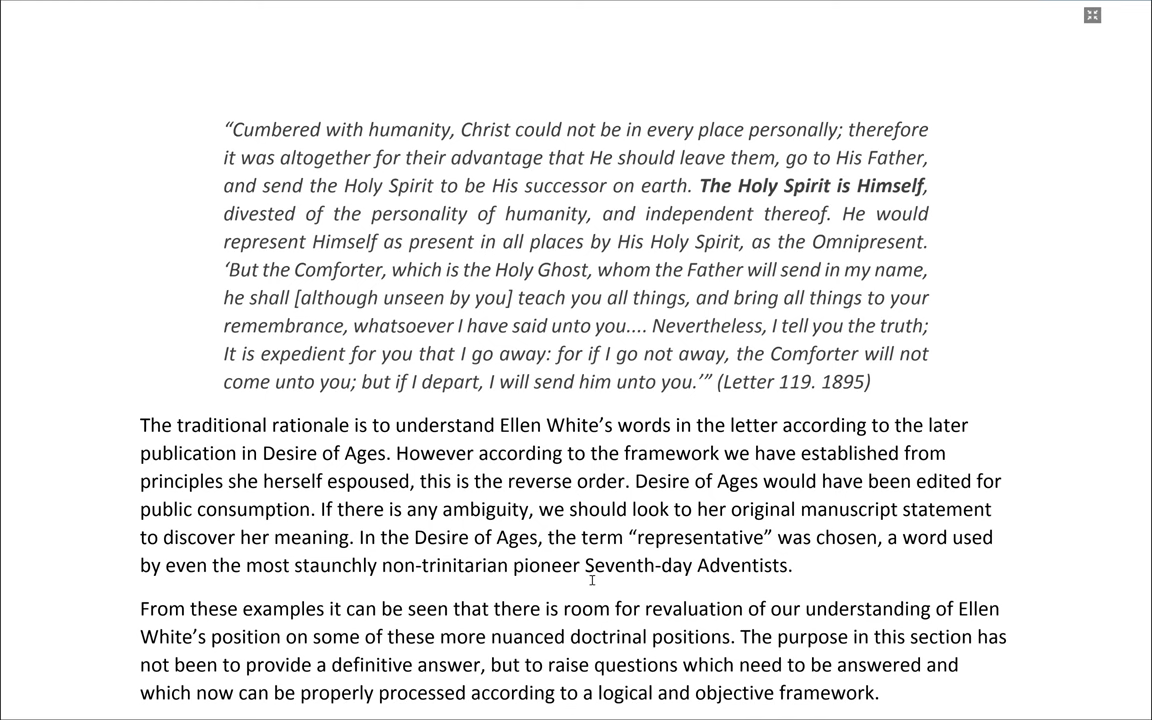 “Cumbered with humanity, Christ could not be in every place personally; therefore
it was altogether for their advantage that He should leave them, go to His Father,
and send the Holy Spirit to be His successor on earth. The Holy Spirit is Himself,
divested of the personality of humanity, and independent thereof. He would
represent Himself as present in all places by His Holy Spirit, as the Omnipresent.
‘But the Comforter, which is the Holy Ghost, whom the Father will send in my name,
he shall [although unseen by you] teach you all things, and bring all things to your
remembrance, whatsoever I have said unto you.... Nevertheless, I tell you the truth;
It is expedient for you that I go away: for if I go not away, the Comforter will not
come unto you; but if I depart, I will send him unto you.’” (Letter 119. 1895)
The traditional rationale is to understand Ellen White’s words in the letter according to the later
publication in Desire of Ages. However according to the framework we have established from
principles she herself espoused, this is the reverse order. Desire of Ages would have been edited for
public consumption. If there is any ambiguity, we should look to her original manuscript statement
to discover her meaning. In the Desire of Ages, the term “representative” was chosen, a word used
by even the most staunchly non-trinitarian pioneer Seventh-day Adventists.
From these examples it can be seen that there is room for revaluation of our understanding of Ellen
White’s position on some of these more nuanced doctrinal positions. The purpose in this section has
not been to provide a definitive answer, but to raise questions which need to be answered and
which now can be properly processed according to a logical and objective framework.